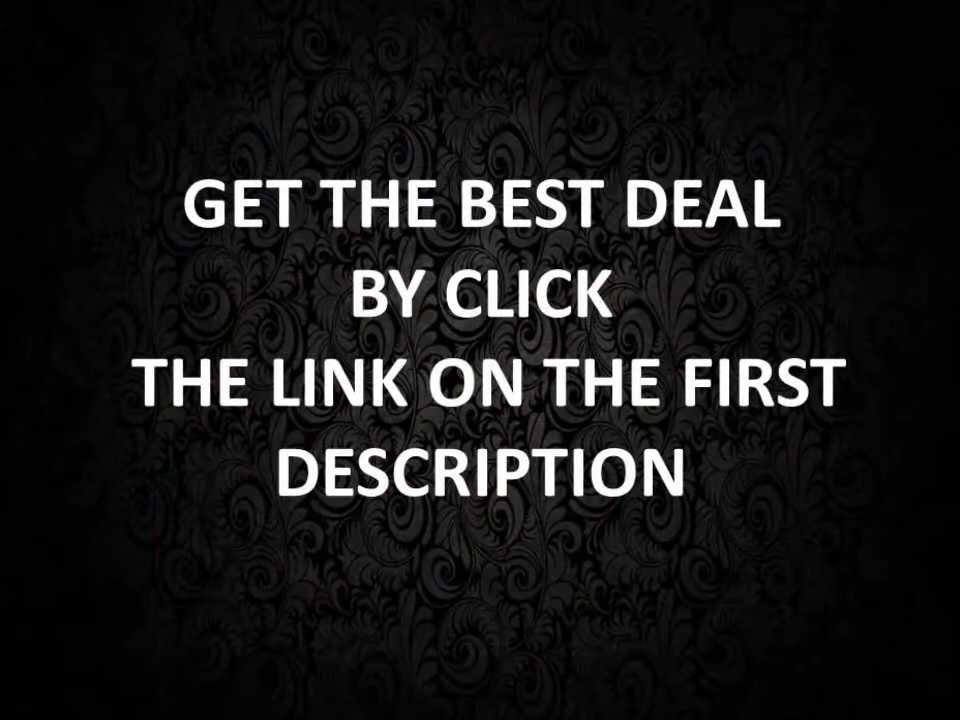 GET THE BEST DEAL
BY CLICK
THE LINK ON THE FIRST
DESCRIPTION